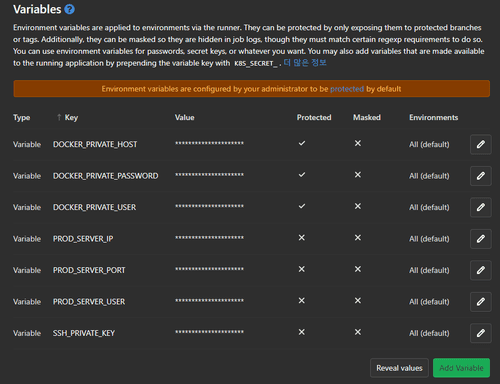 Variables ?
Environment variables are applied to environments via the runner. They can be protected by only exposing them to protected branches
or tags. Additionally, they can be masked so they are hidden in job logs, though they must match certain regexp requirements to do so.
You can use environment variables for passwords, secret keys, or whatever you want. You may also add variables that are made available
to the running application by prepending the variable key with K8S_SECRET_. 더 많은 정보
Environment variables are configured by your administrator to be protected by default
Type ↑ Key Value Protected Masked Environments
Variable DOCKER_PRIVATE_HOST ********************* ✓ ✕ All (default)
Variable DOCKER_PRIVATE_PASSWORD ********************* ✓ ✕ All (default)
Variable DOCKER_PRIVATE_USER ********************* ✓ ✕ All (default)
Variable PROD_SERVER_IP ********************* ✕ ✕ All (default)
Variable PROD_SERVER_PORT ********************* ✕ ✕ All (default)
Variable PROD_SERVER_USER ********************* ✕ ✕ All (default)
Variable SSH_PRIVATE_KEY ********************* ✕ ✕ All (default)
Reveal values Add Variable